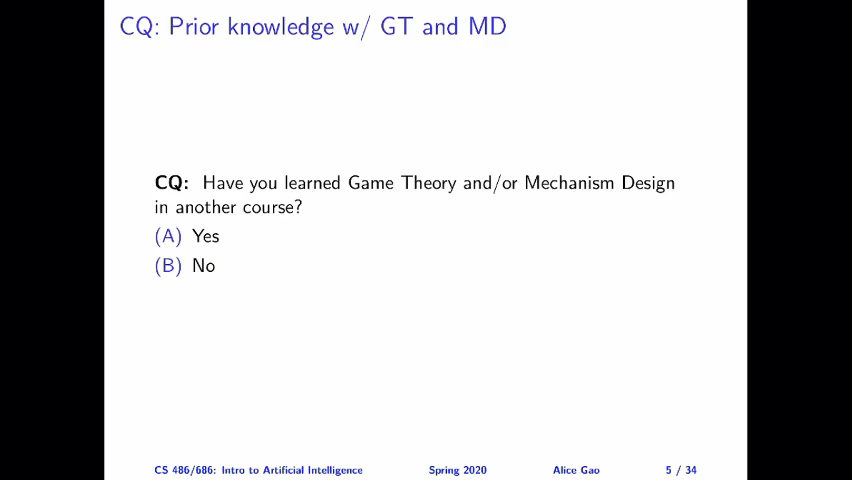 CQ: Prior knowledge w/ GT and MD
CQ: Have you learned Game Theory and/or Mechanism Design
in another course?
(A) Yes
(B) No
CS 486/686: Intro to Artificial Intelligence Spring 2020 Alice Gao 5 / 34